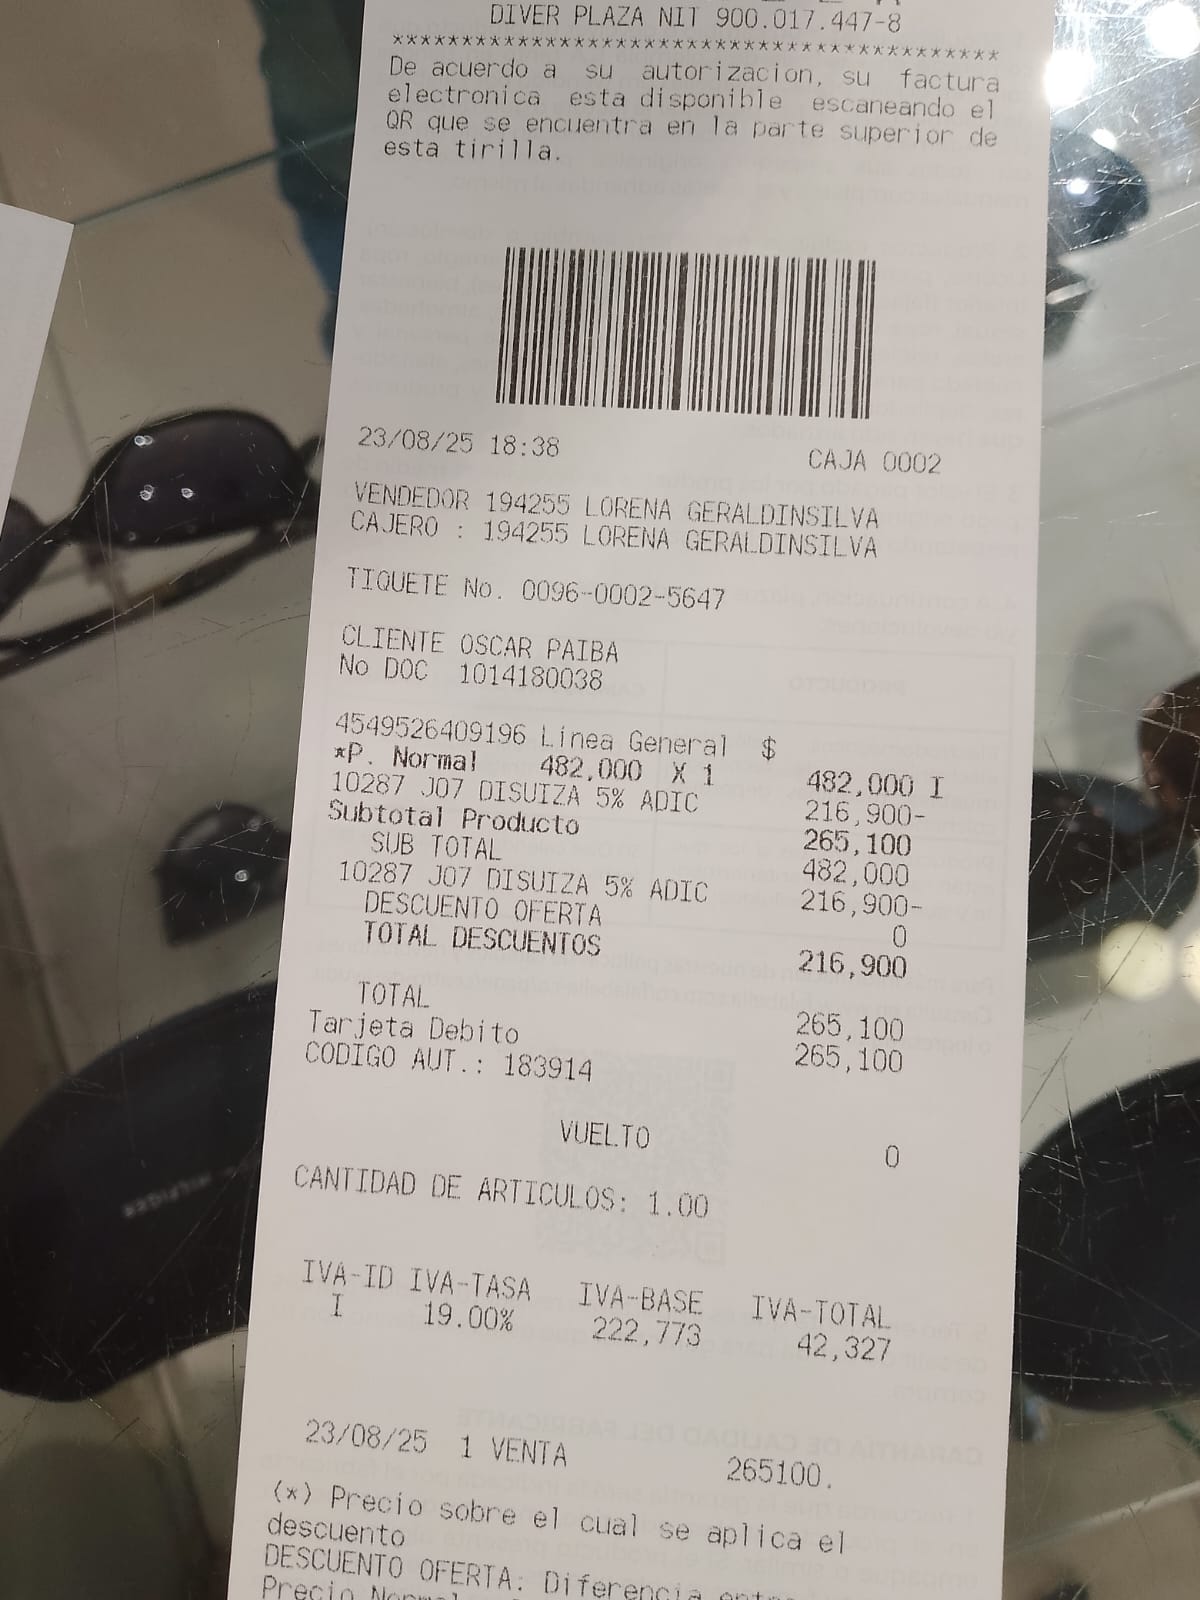 DIVER PLAZA NIT 900.017.447-8
********************************************
De acuerdo a su autorizacion, su factura
electronica esta disponible escaneando el
QR que se encuentra en la parte superior de
esta tirilla.
23/08/25 18:38 CAJA 0002
VENDEDOR 194255 LORENA GERALDINSILVA
CAJERO : 194255 LORENA GERALDINSILVA
TIQUETE No. 0096-0002-5647
CLIENTE OSCAR PAIBA
No DOC 1014180038
4549526409196 Linea General $
*P. Normal 482,000 X 1 482,000 I
10287 J07 DISUIZA 5% ADIC 216,900-
Subtotal Producto 265,100
SUB TOTAL 482,000
10287 J07 DISUIZA 5% ADIC 216,900-
DESCUENTO OFERTA 0
TOTAL DESCUENTOS 216,900
TOTAL 265,100
Tarjeta Debito 265,100
CODIGO AUT.: 183914
VUELTO 0
CANTIDAD DE ARTICULOS: 1.00
IVA-ID IVA-TASA IVA-BASE IVA-TOTAL
I 19.00% 222,773 42,327
23/08/25 1 VENTA 265100.
(*) Precio sobre el cual se aplica el
descuento
DESCUENTO OFERTA: Diferencia entre
Precio Normal